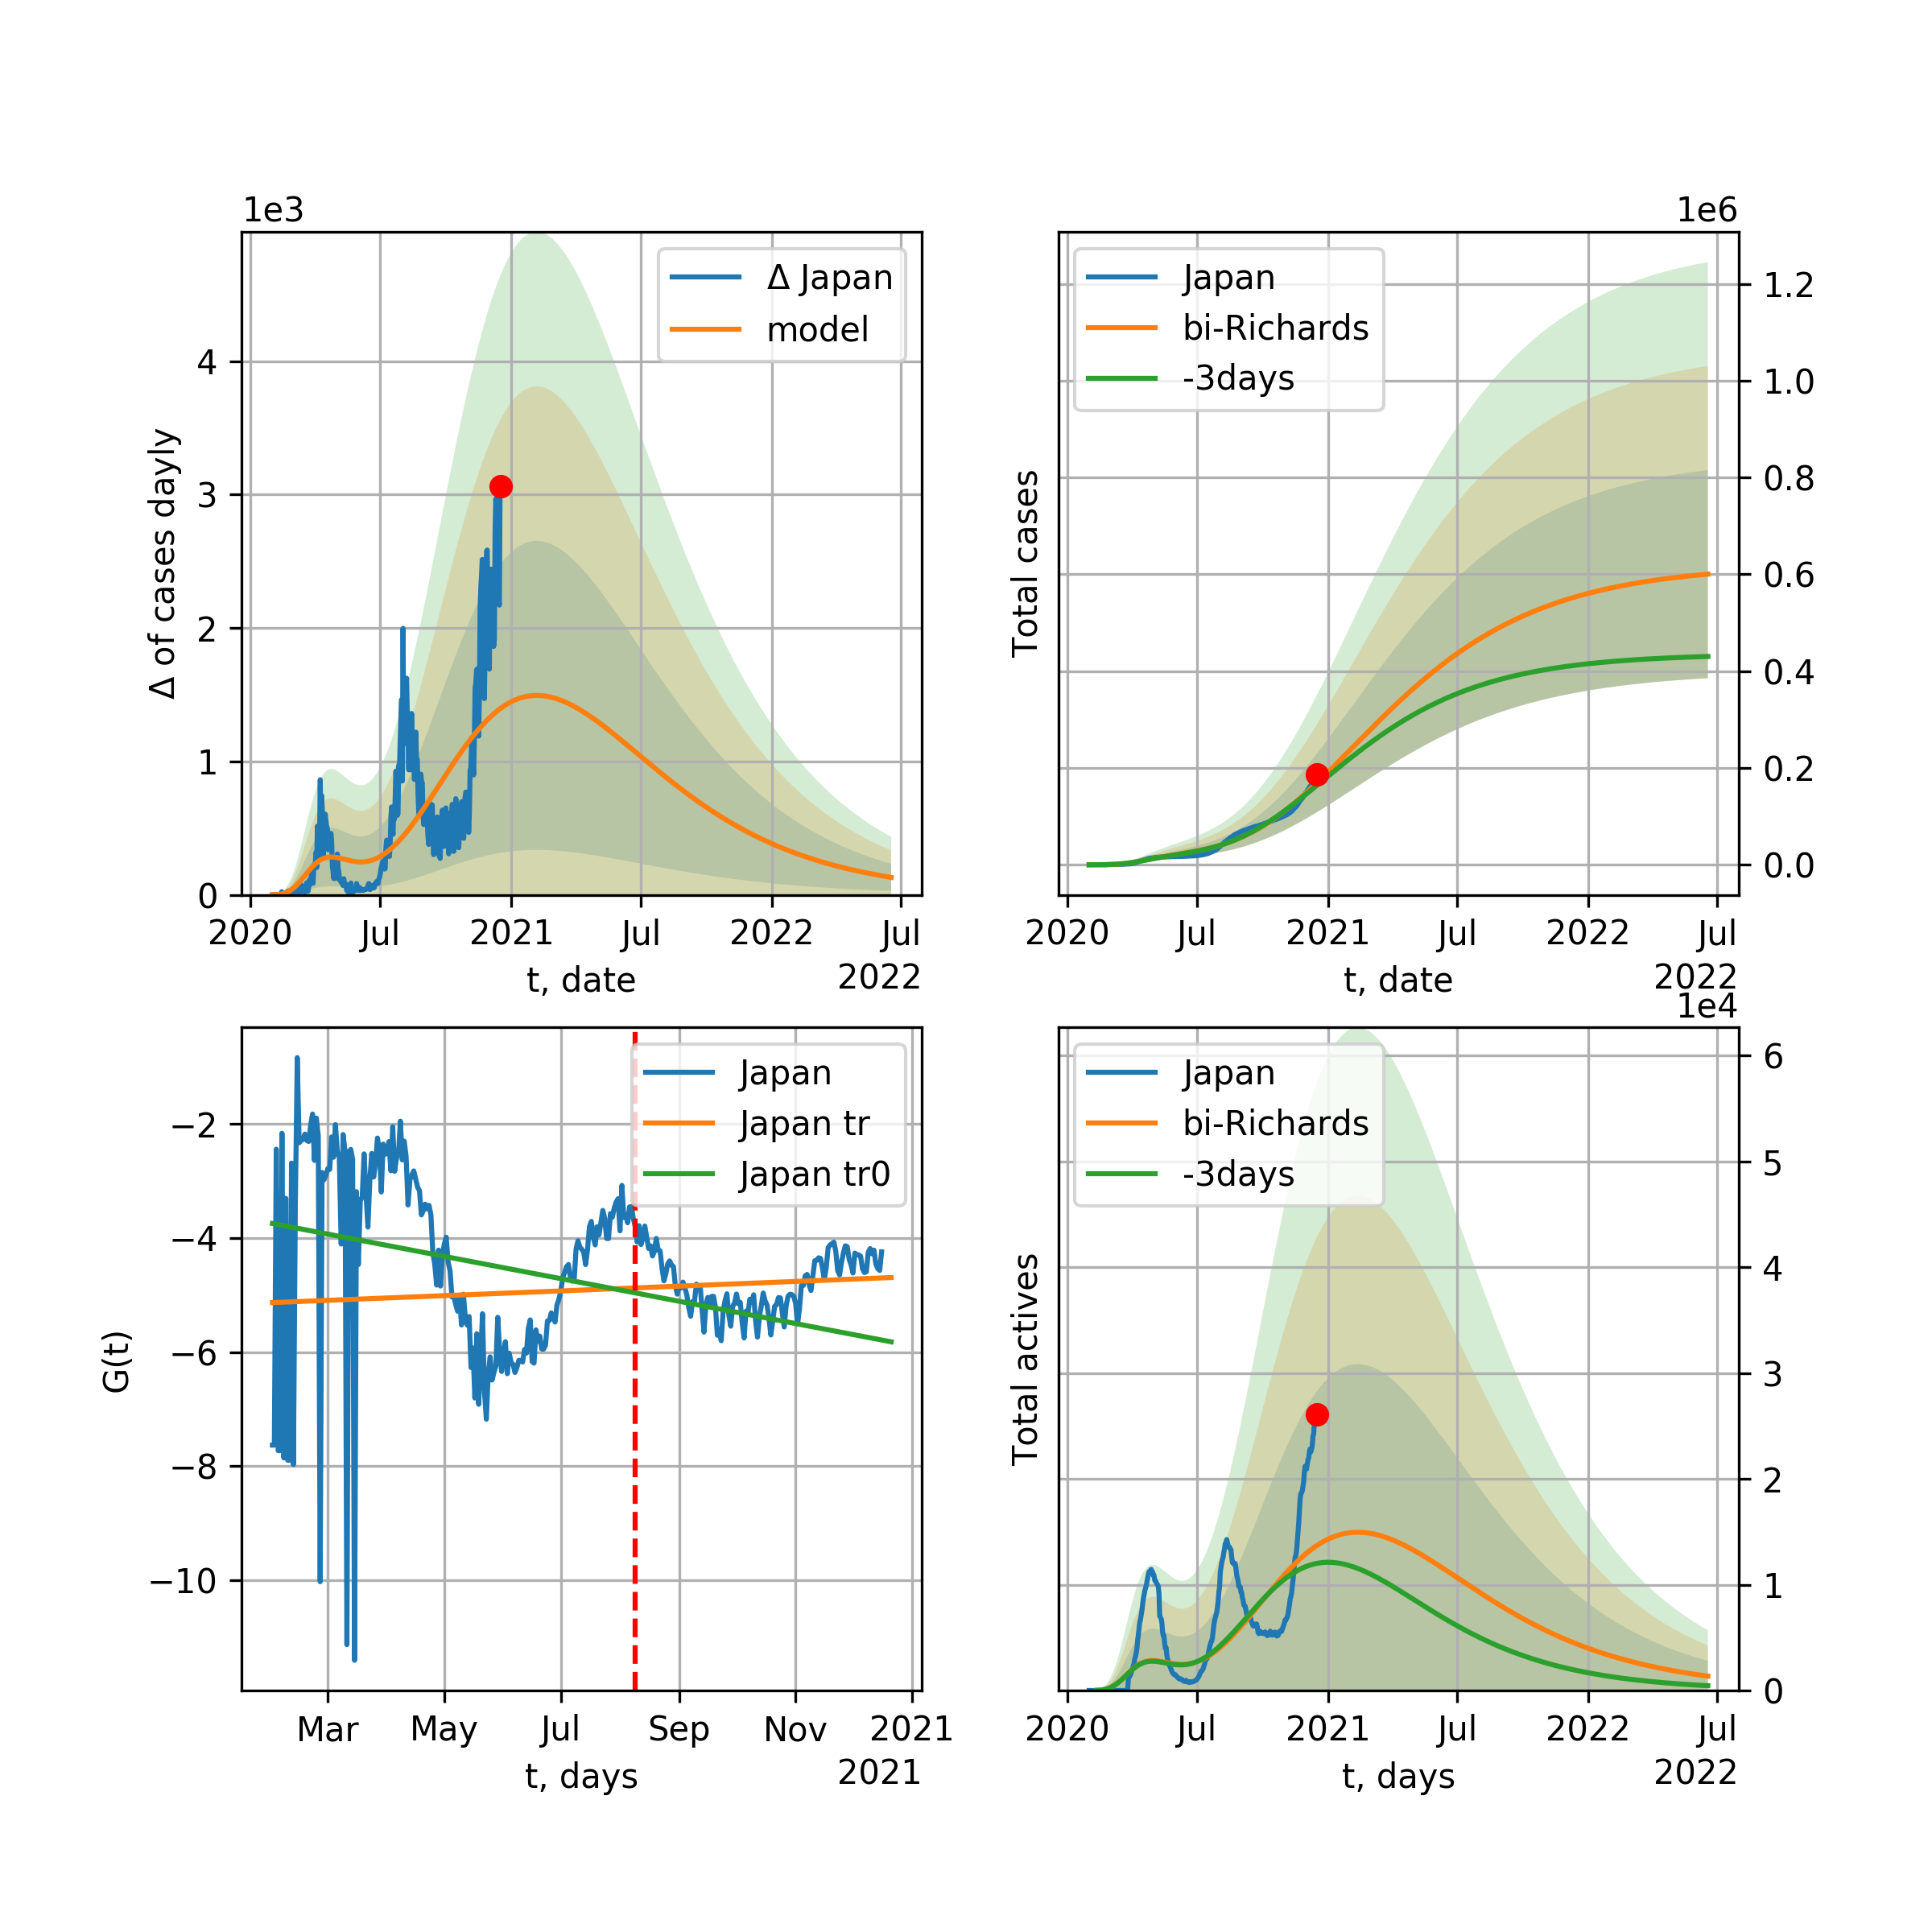 1e3
Δ Japan
model
4
3
2
1
0
Δ of cases dayly
2020 Jul 2021 Jul 2022 Jul
2022
t, date
1e6
Japan
bi-Richards
-3days
1.2
1.0
0.8
0.6
0.4
0.2
0.0
Total cases
2020 Jul 2021 Jul 2022 Jul
2022
t, date
Japan
Japan tr
Japan tr0
−2
−4
−6
−8
−10
G(t)
Mar May Jul Sep Nov 2021
2021
t, days
1e4
Japan
bi-Richards
-3days
6
5
4
3
2
1
0
Total actives
2020 Jul 2021 Jul 2022 Jul
2022
t, days